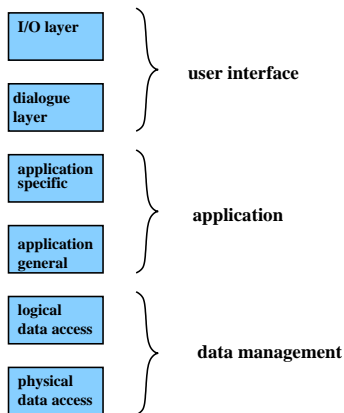 I/O layer
user interface
dialogue
layer
application
specific
application
application
general
logical
data access
data management
physical
data access